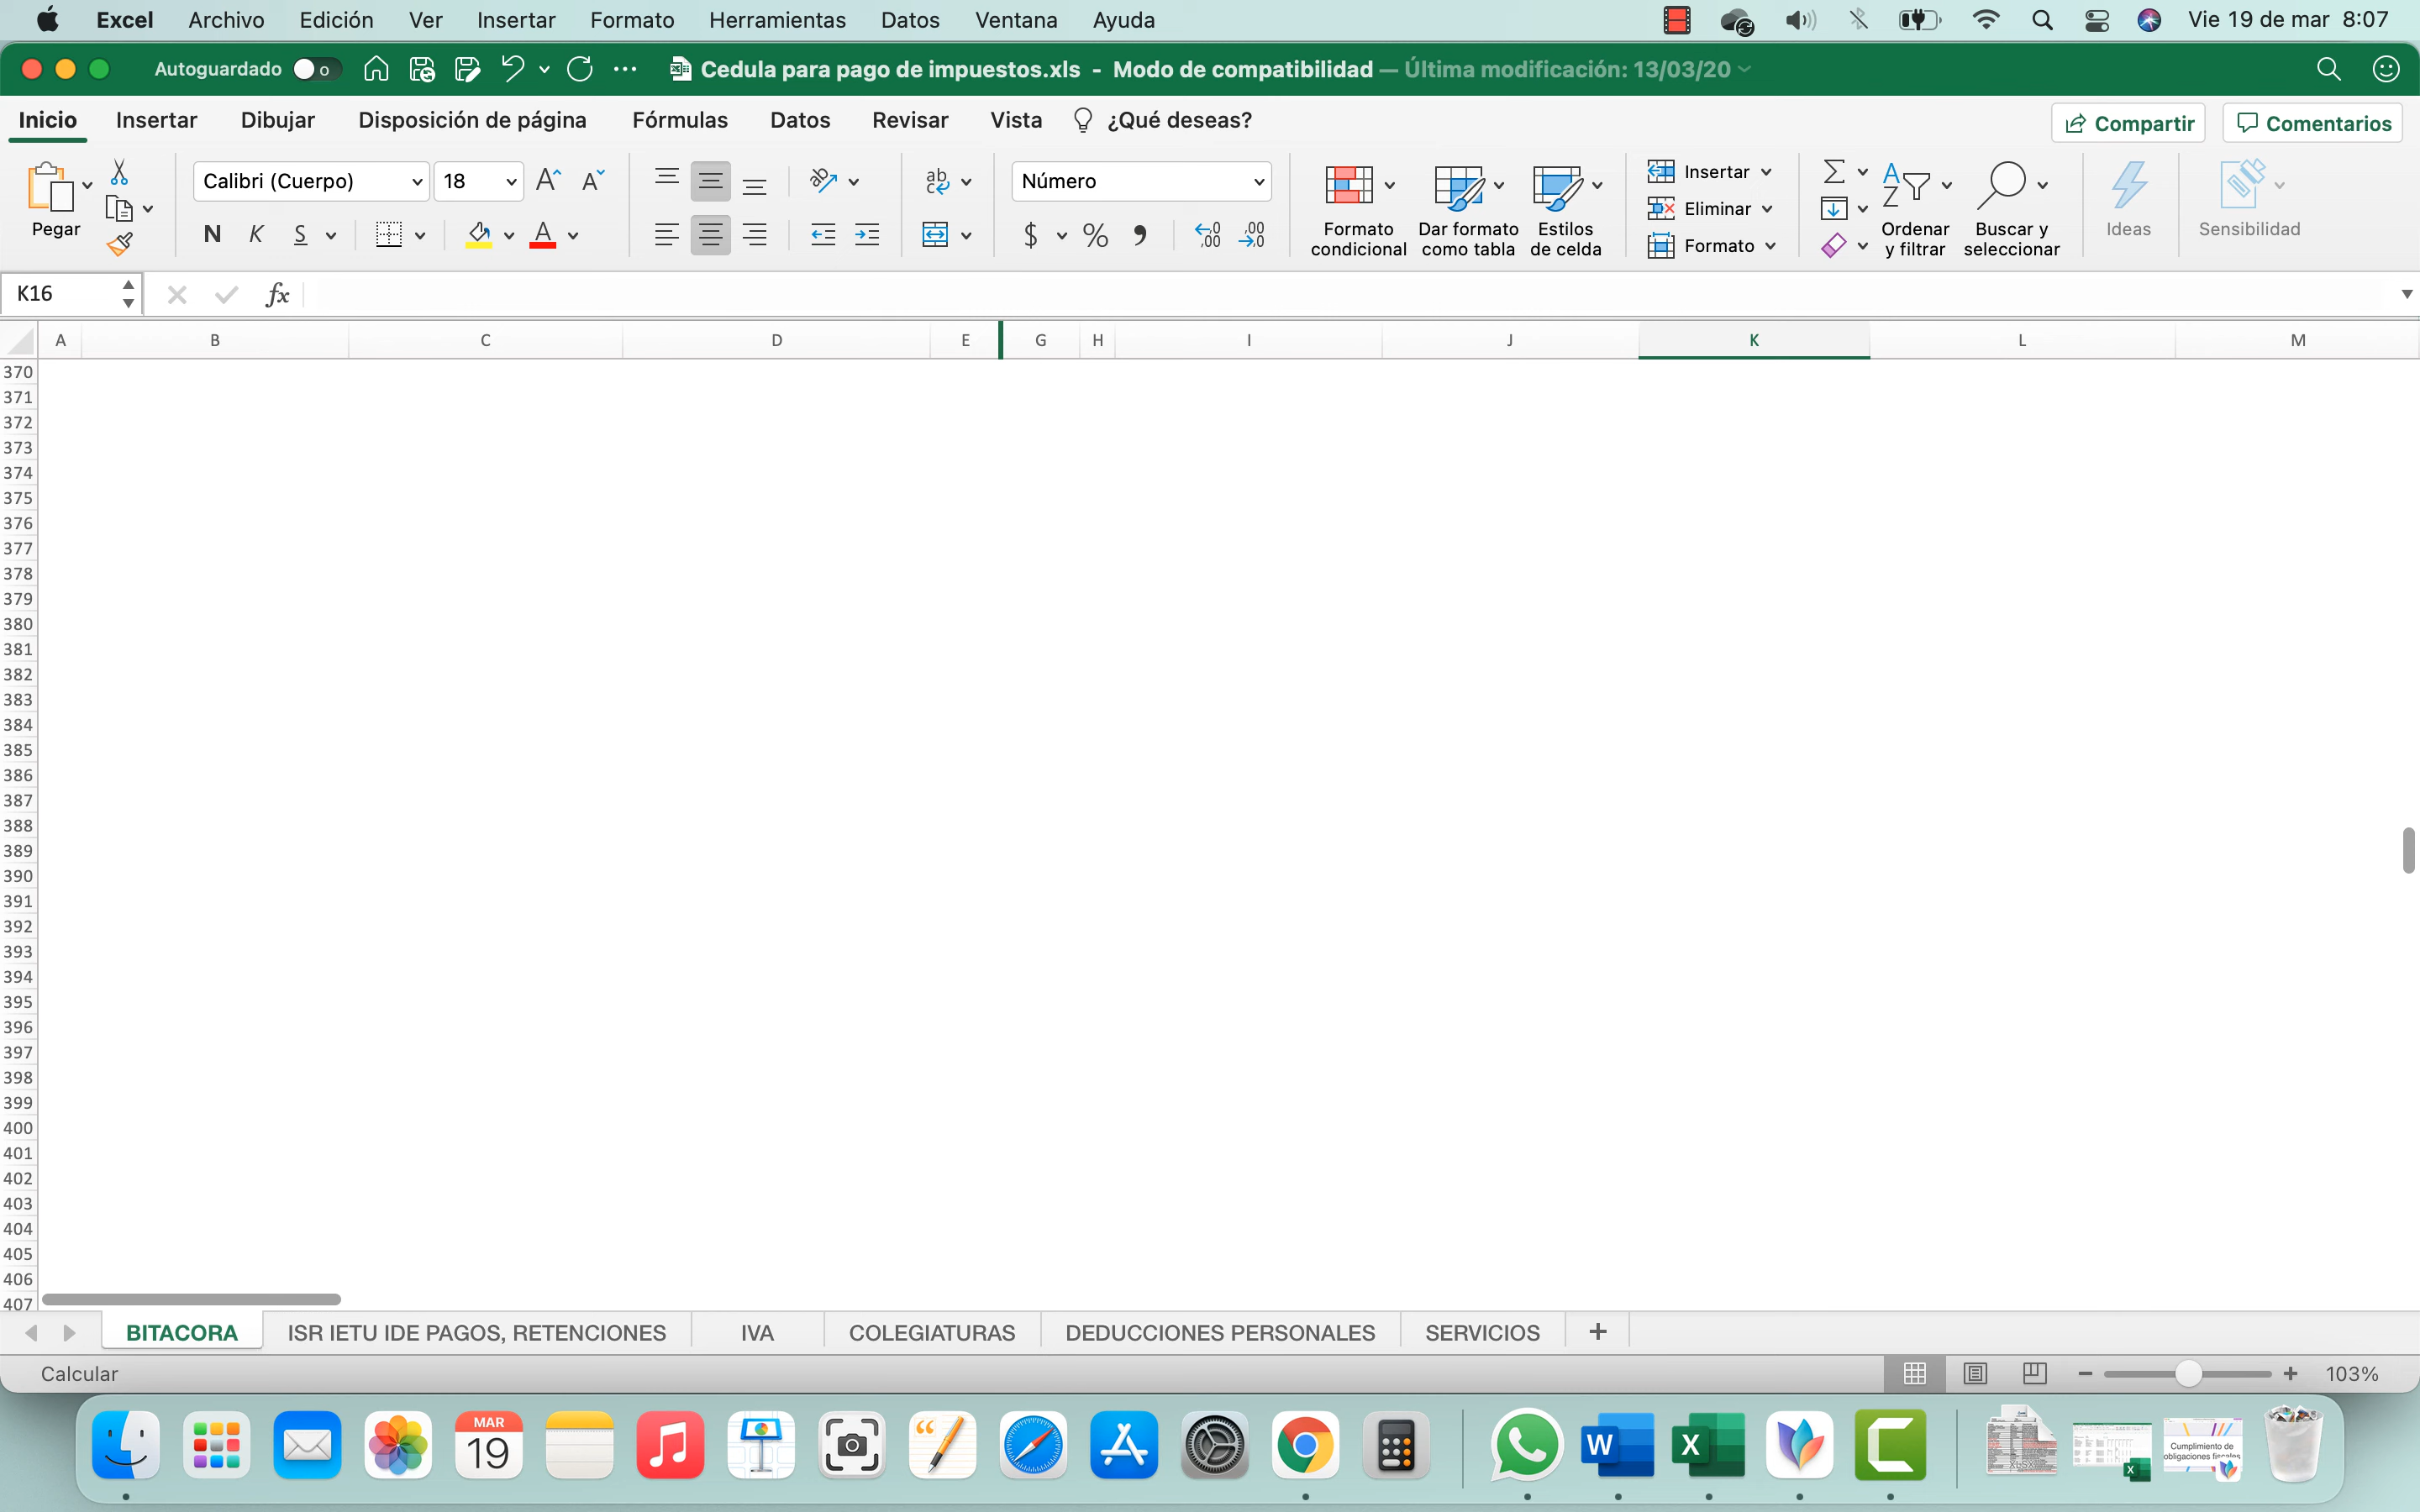 Excel Archivo Edición Ver Insertar Formato Herramientas Datos Ventana Ayuda Vie 19 de mar 8:07
Autoguardado Cedula para pago de impuestos.xls - Modo de compatibilidad — Última modificación: 13/03/20
Inicio Insertar Dibujar Disposición de página Fórmulas Datos Revisar Vista ¿Qué deseas? Compartir Comentarios
Calibri (Cuerpo) 18 Número Insertar
Eliminar
Pegar N K S $ % Formato
Formato condicional
Dar formato como tabla
Estilos de celda
Ordenar y filtrar
Buscar y seleccionar
Ideas
Sensibilidad
K16 fx
A B C D E G H I J K L M
370
371
372
373
374
375
376
377
378
379
380
381
382
383
384
385
386
387
388
389
390
391
392
393
394
395
396
397
398
399
400
401
402
403
404
405
406
407
BITACORA ISR IETU IDE PAGOS, RETENCIONES IVA COLEGIATURAS DEDUCCIONES PERSONALES SERVICIOS +
Calcular 103%
MAR
19
Cumplimiento de
obligaciones fiscales
XLSX